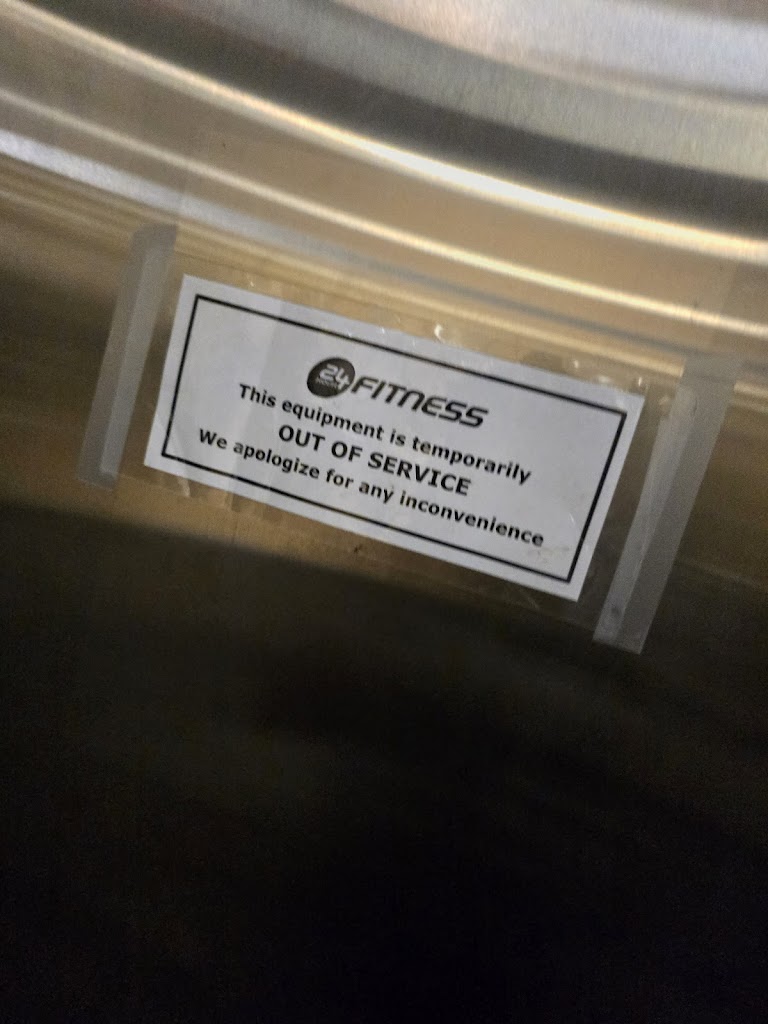 24 FITNESS
This equipment is temporarily
OUT OF SERVICE
We apologize for any inconvenience